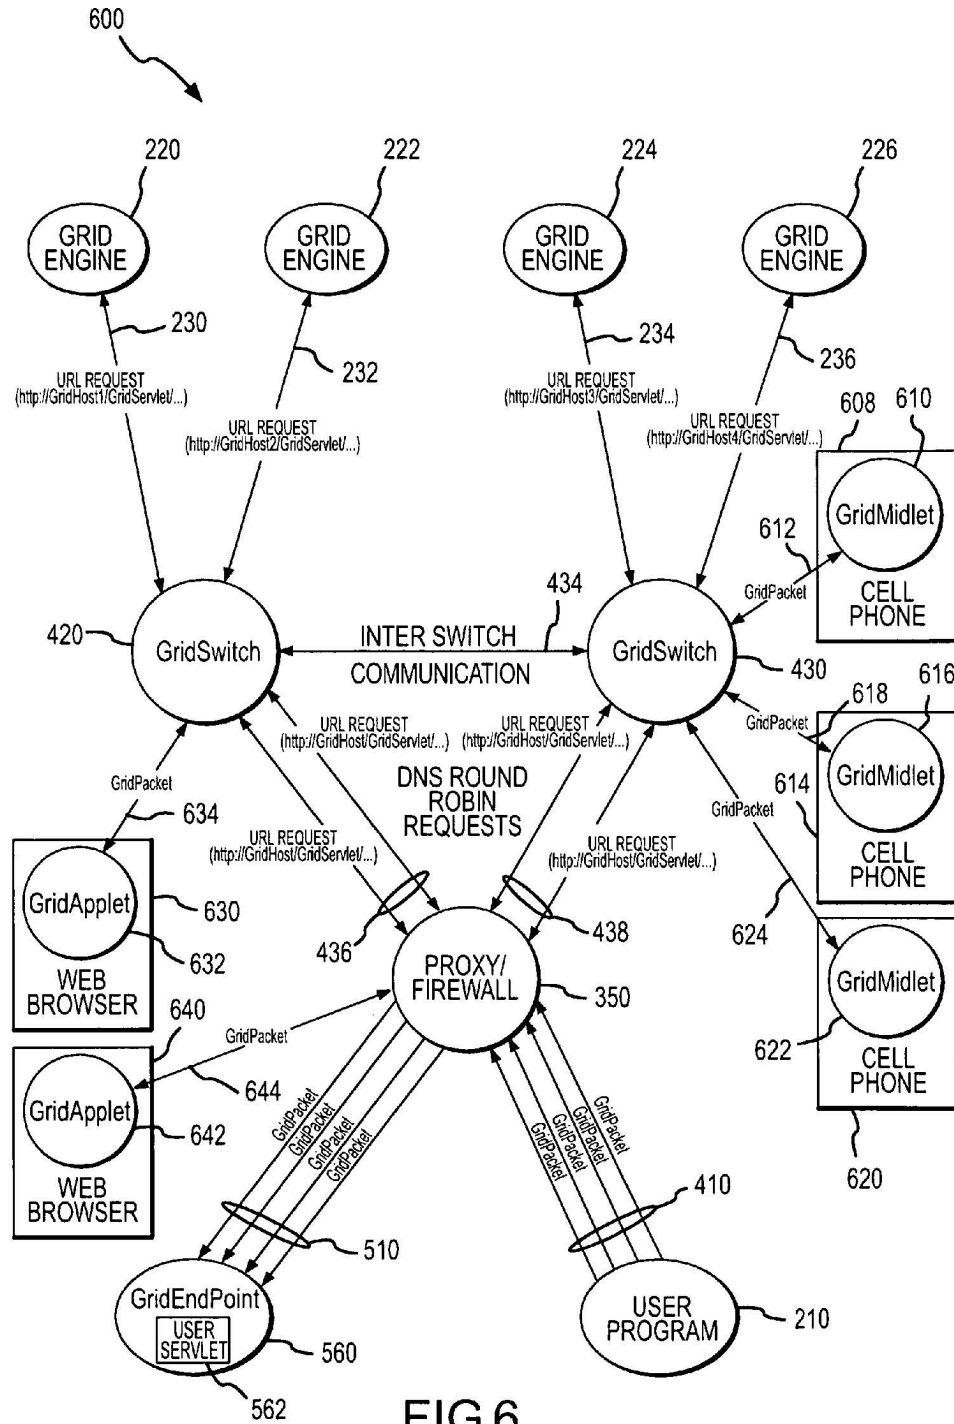 600
220
222
224
226
GRID
ENGINE
GRID
ENGINE
GRID
ENGINE
GRID
ENGINE
230
232
234
236
URL REQUEST
(http://GridHost1/GridServlet/...)
URL REQUEST
(http://GridHost2/GridServlet/...)
URL REQUEST
(http://GridHost3/GridServlet/...)
URL REQUEST
(http://GridHost4/GridServlet/...)
608
610
GridMidlet
CELL
PHONE
612
GridPacket
420
GridSwitch
434
INTER SWITCH
COMMUNICATION
GridSwitch
430
616
618
GridPacket
GridMidlet
614
CELL
PHONE
URL REQUEST
(http://GridHost/GridServlet/...)
URL REQUEST
(http://GridHost/GridServlet/...)
DNS ROUND
ROBIN
REQUESTS
GridPacket
634
GridPacket
URL REQUEST
(http://GridHost/GridServlet/...)
URL REQUEST
(http://GridHost/GridServlet/...)
GridApplet
630
632
WEB
BROWSER
436
438
624
PROXY/
FIREWALL
350
GridMidlet
622
CELL
PHONE
620
640
GridPacket
644
GridApplet
642
WEB
BROWSER
GridPacket
GridPacket
GridPacket
GridPacket
GridPacket
GridPacket
GridPacket
GridPacket
510
410
GridEndPoint
USER
SERVLET
560
562
USER
PROGRAM
210
FIG.6